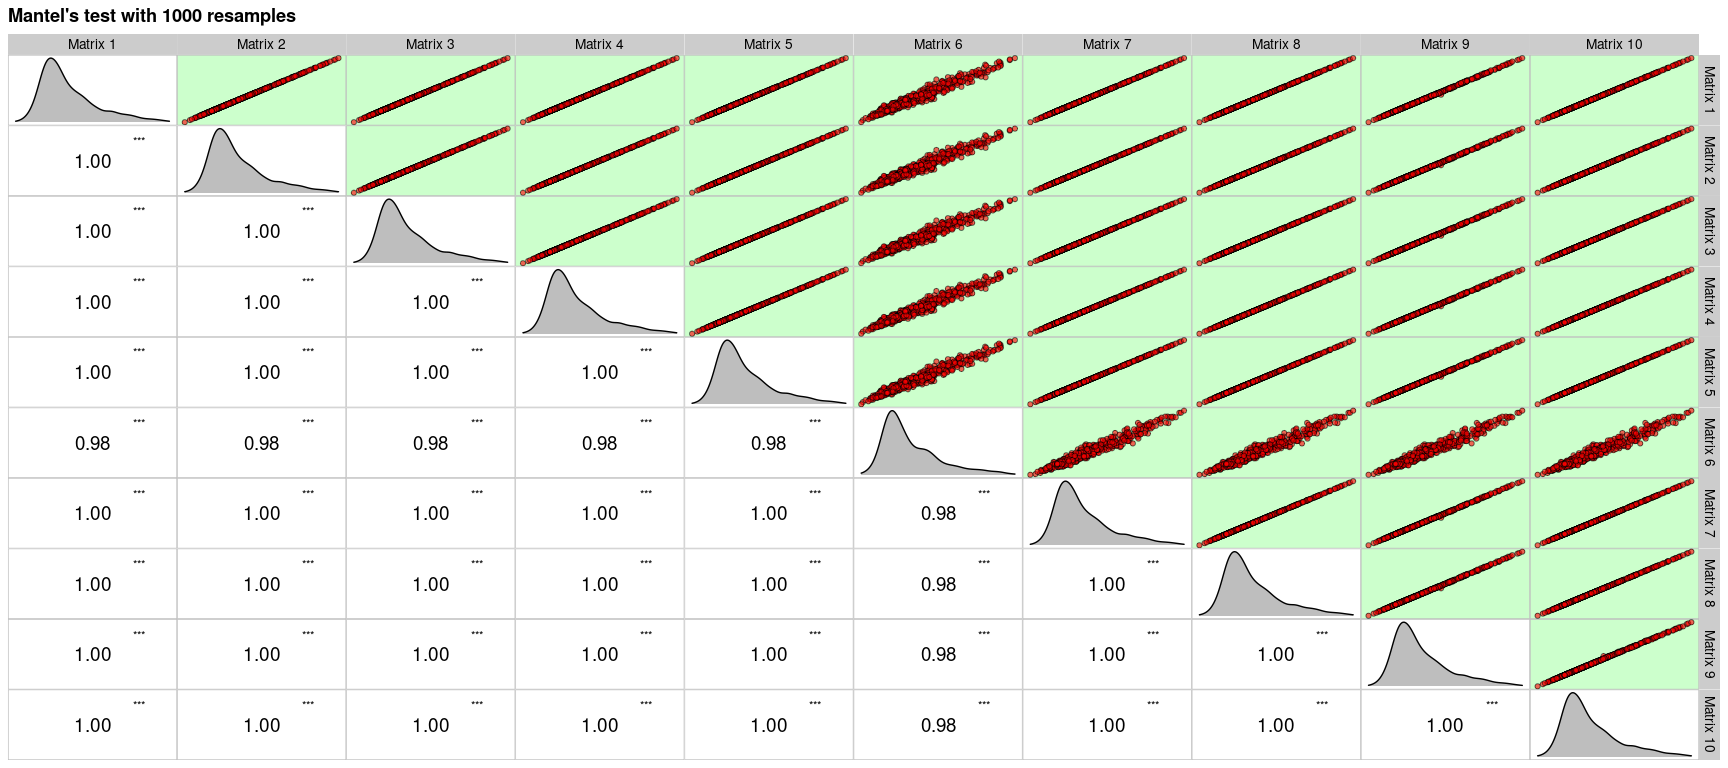 Mantel's test with 1000 resamples
Matrix 1 Matrix 2 Matrix 3 Matrix 4 Matrix 5 Matrix 6 Matrix 7 Matrix 8 Matrix 9 Matrix 10
Matrix 1
***
1.00
Matrix 2
*** ***
1.00 1.00
Matrix 3
*** *** ***
1.00 1.00 1.00
Matrix 4
*** *** *** ***
1.00 1.00 1.00 1.00
Matrix 5
*** *** *** *** ***
0.98 0.98 0.98 0.98 0.98
Matrix 6
*** *** *** *** *** ***
1.00 1.00 1.00 1.00 1.00 0.98
Matrix 7
*** *** *** *** *** *** ***
1.00 1.00 1.00 1.00 1.00 0.98 1.00
Matrix 8
*** *** *** *** *** *** *** ***
1.00 1.00 1.00 1.00 1.00 0.98 1.00 1.00
Matrix 9
*** *** *** *** *** *** *** *** ***
1.00 1.00 1.00 1.00 1.00 0.98 1.00 1.00 1.00
Matrix 10